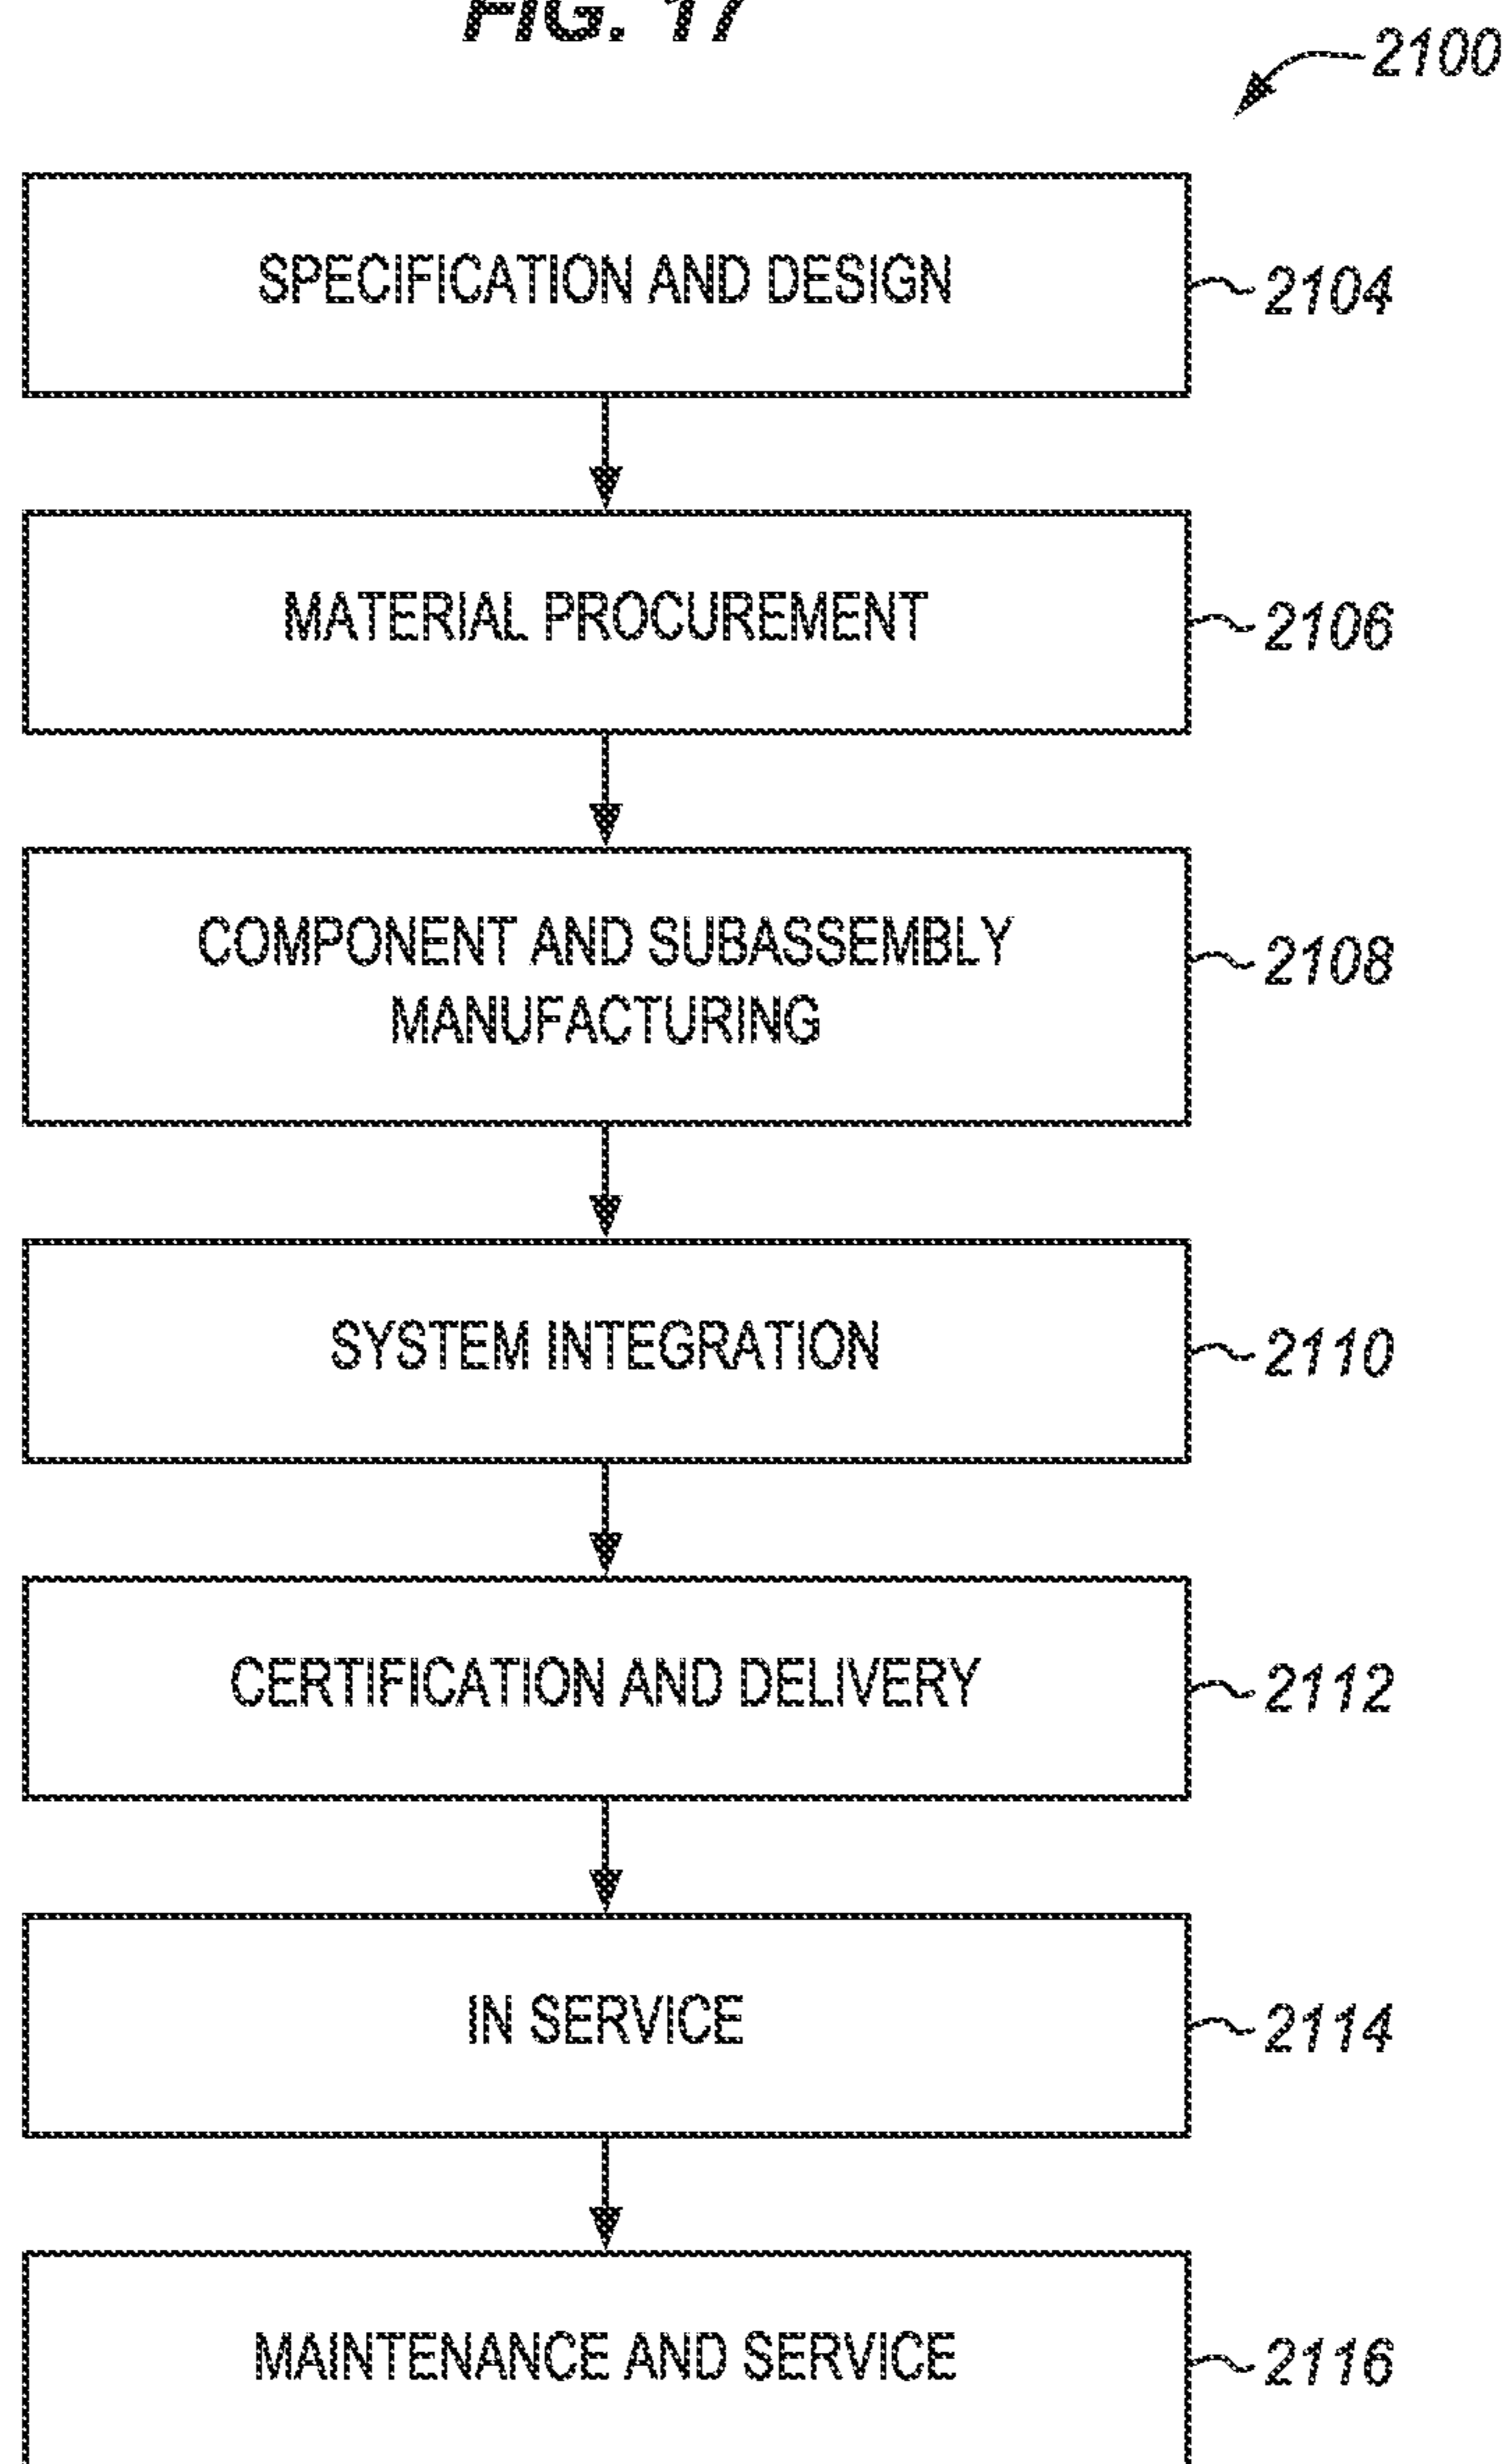 FIG. 17
2100
SPECIFICATION AND DESIGN
2104
MATERIAL PROCUREMENT
2106
COMPONENT AND SUBASSEMBLY
MANUFACTURING
2108
SYSTEM INTEGRATION
2110
CERTIFICATION AND DELIVERY
2112
IN SERVICE
2114
MAINTENANCE AND SERVICE
2116